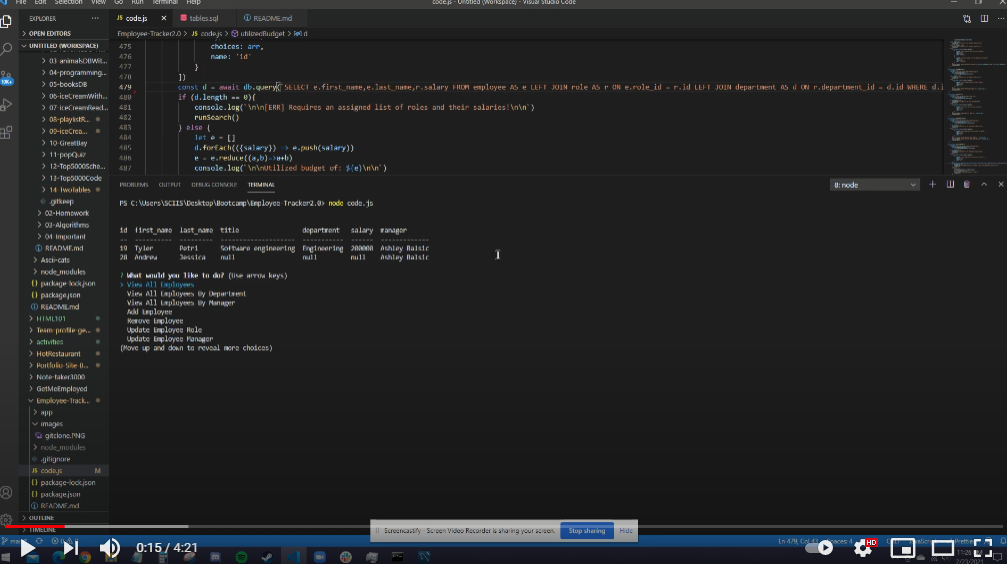 File Edit Selection View Go Run Terminal Help
code.js - Untitled (Workspace) - Visual Studio Code
EXPLORER ···
JS code.js ×
tables.sql
README.md
> OPEN EDITORS
Employee-Tracker2.0 > JS code.js > utilizedBudget > d
UNTITLED (WORKSPACE)
> 03-animalsDBWit...
> 04-programming...
> 05-booksDB
> 06-iceCreamWith...
> 07-iceCreamRead...
> 08-playlistR...
> 09-iceCrea...
> 10-GreatBay
> 11-popQuiz
> 12-Top5000Sche...
> 13-Top5000Code
> 14-TwoTables
.gitkeep
> 02-Homework
> 03-Algorithms
> 04-Important
README.md
> Ascii-cats
> node_modules
{} package-lock.json
{} package.json
README.md
> HTML101
> Team-profile-ge...
> activities
> HotRestaurant
> Portfolio-Site-B...
> Note-taker3000
> GetMeEmployed
Employee-Track...
> app
images
gitclone.PNG
> node_modules
.gitignore
JS code.js M
{} package-lock.json
{} package.json
README.md
> OUTLINE
> TIMELINE
475 choices: arr,
476 name: 'id'
477 }
478 ])
479 const d = await db.query(`SELECT e.first_name,e.last_name,r.salary FROM employee AS e LEFT JOIN role AS r ON e.role_id = r.id LEFT JOIN department AS d ON r.department_id = d.id WHERE d.i
480 if (d.length == 0){
481 console.log(`\n\n[ERR] Requires an assigned list of roles and their salaries!\n\n`)
482 runSearch()
483 } else {
484 let e = []
485 d.forEach(({salary}) => e.push(salary))
486 e = e.reduce((a,b)=>a+b)
487 console.log(`\n\nUtilized budget of: ${e}\n\n`)
PROBLEMS OUTPUT DEBUG CONSOLE TERMINAL
8: node
PS C:\Users\SCIIS\Desktop\Bootcamp\Employee-Tracker2.0> node code.js
id first_name last_name title department salary manager
-- ---------- --------- -------------------- ----------- ------ -------------
19 Tyler Petri Software engineering Engineering 200000 Ashley Balsic
20 Andrew Jessica null null null Ashley Balsic
? What would you like to do? (Use arrow keys)
> View All Employees
View All Employees By Department
View All Employees By Manager
Add Employee
Remove Employee
Update Employee Role
Update Employee Manager
(Move up and down to reveal more choices)
Screencastify - Screen Video Recorder is sharing your screen.
Stop sharing
Hide
0:15 / 4:21
HD
2/20/2021